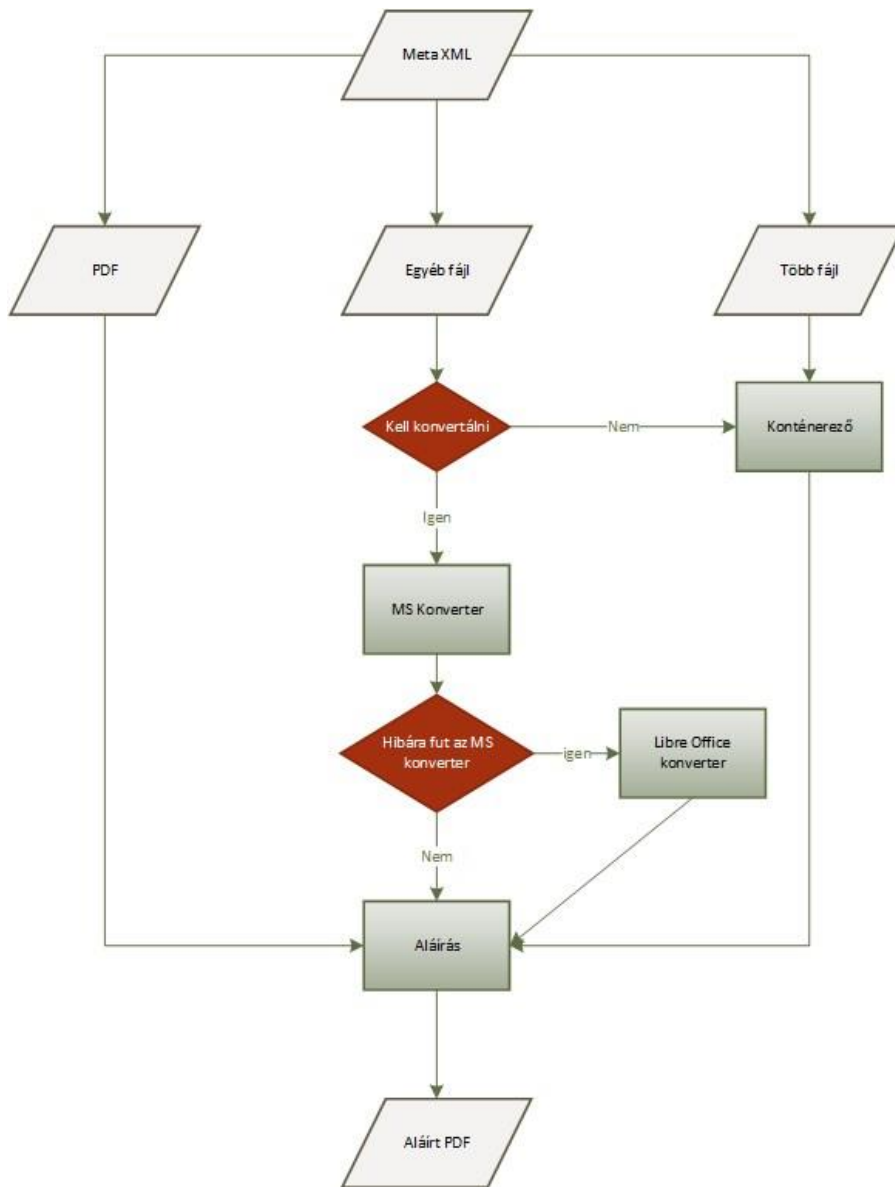 Meta XML
PDF
Egyéb fájl
Több fájl
Kell konvertálni
Nem
Konténerező
Igen
MS Konverter
Hibára fut az MS
konverter
igen
Libre Office
konverter
Nem
Aláírás
Aláírt PDF